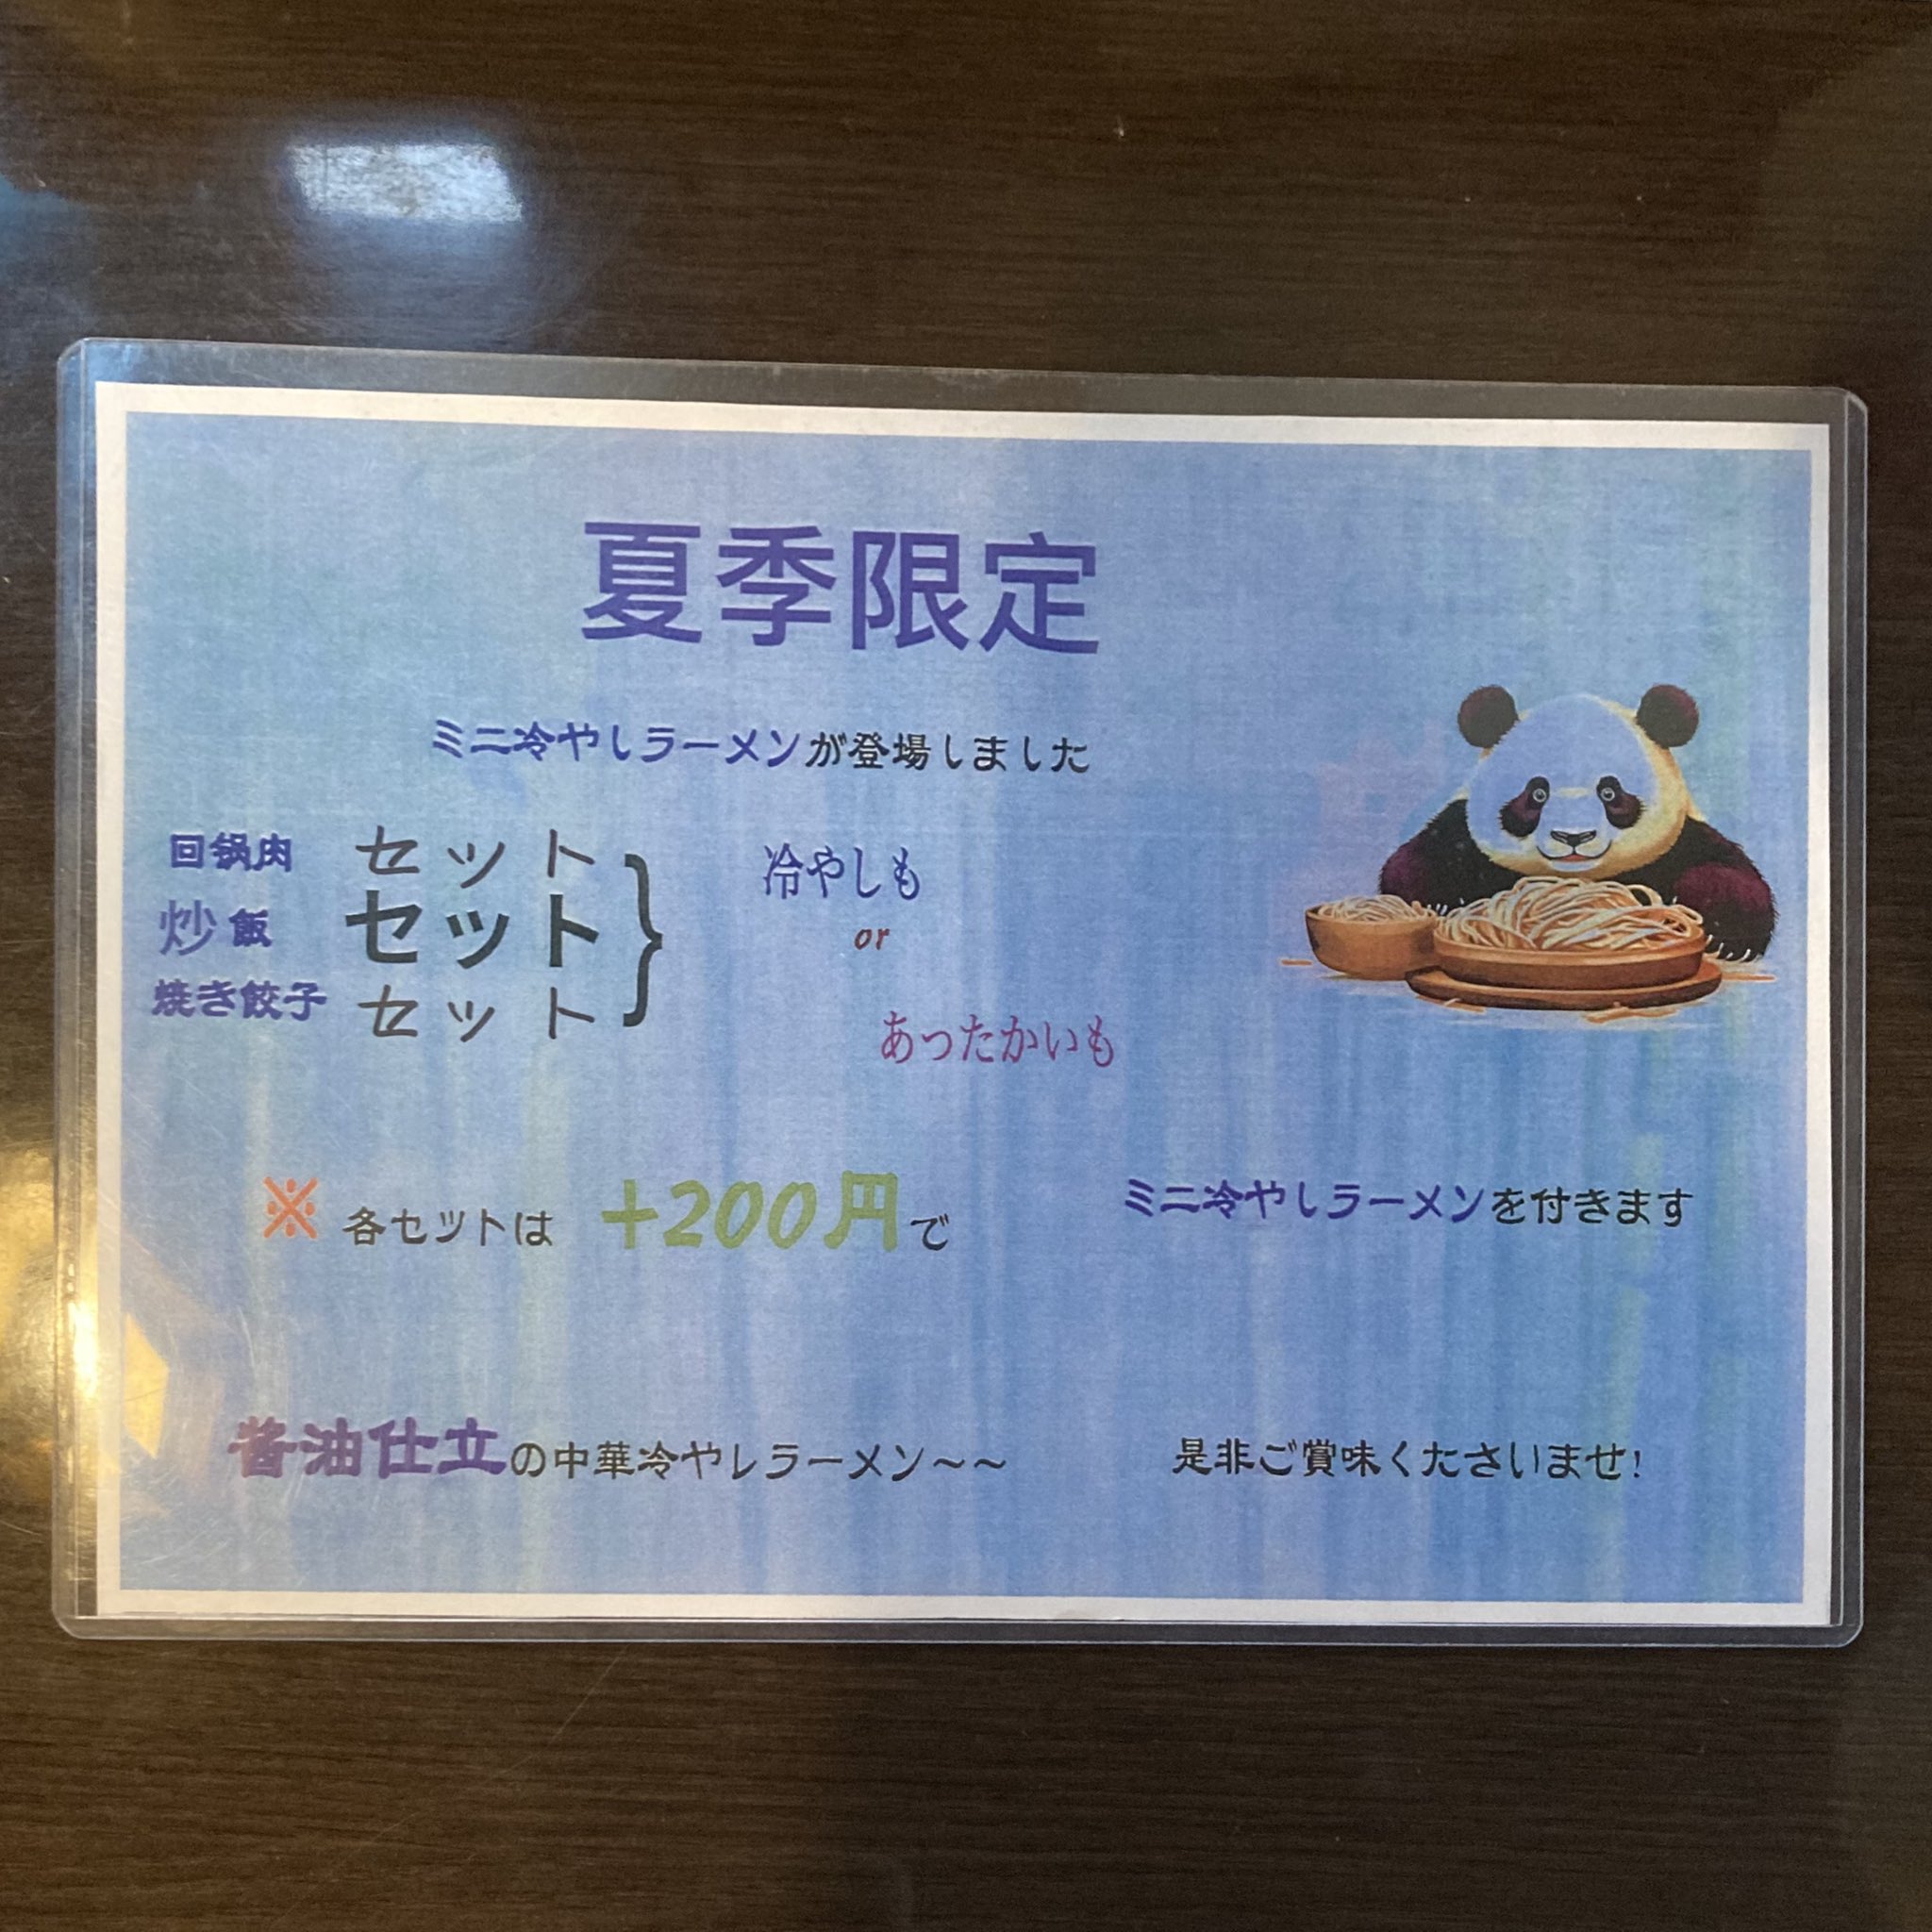 夏季限定
ミニ冷やしラーメンが登場しました
回锅肉 セット
炒飯 セット
焼き餃子 セット
}
冷やしも
or
あったかいも
※ 各セットは +200円で ミニ冷やしラーメンを付きます
醤油仕立の中華冷やしラーメン~~ 是非ご賞味くたさいませ!